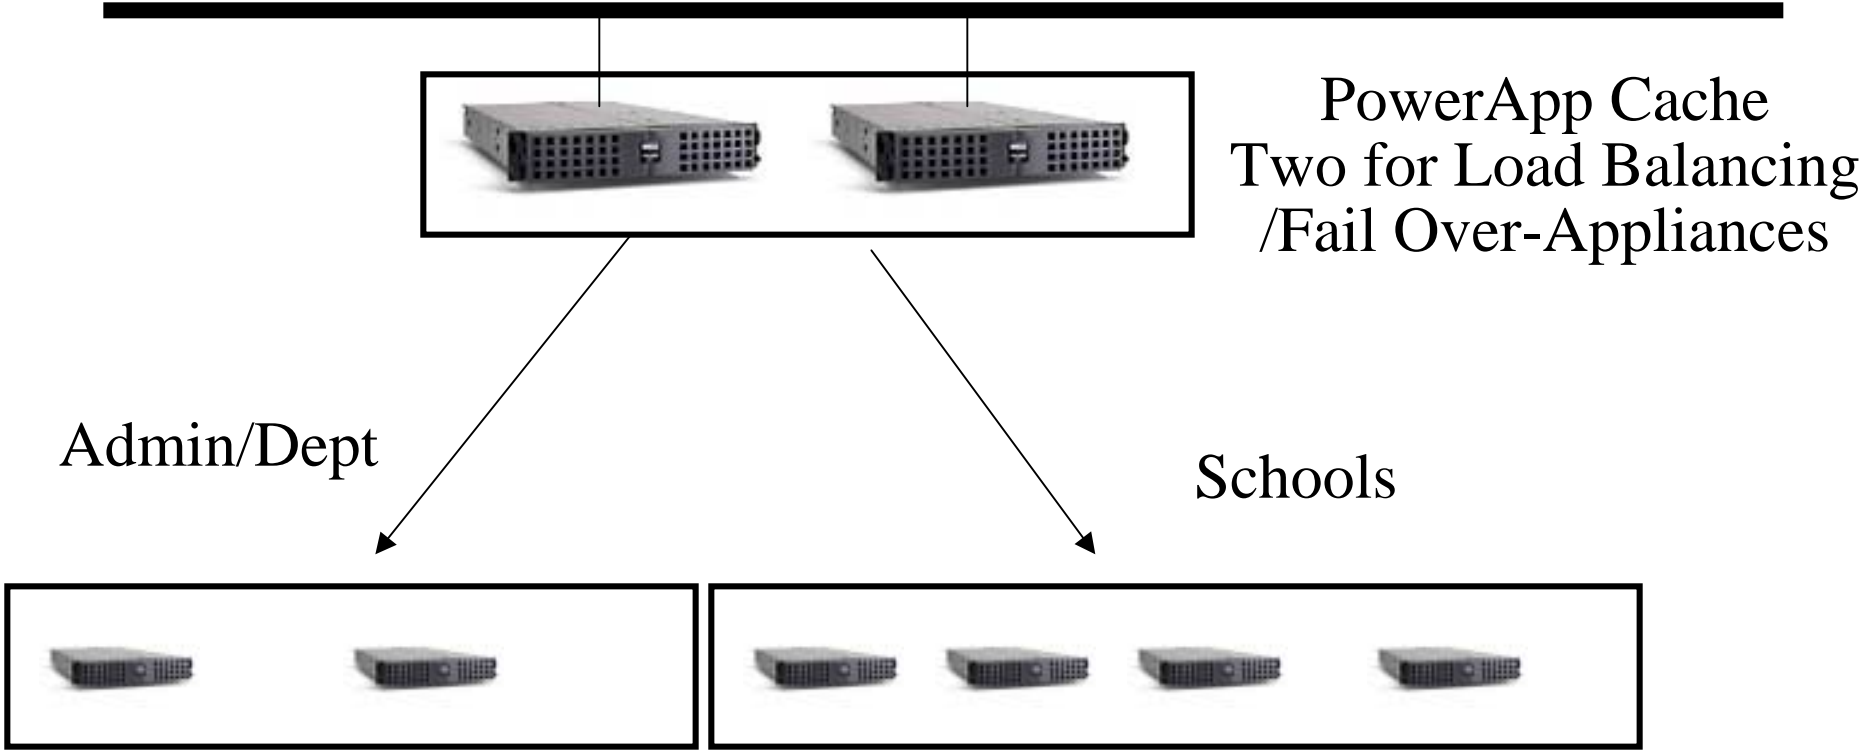 PowerApp Cache
Two for Load Balancing
/Fail Over-Appliances
Admin/Dept
Schools